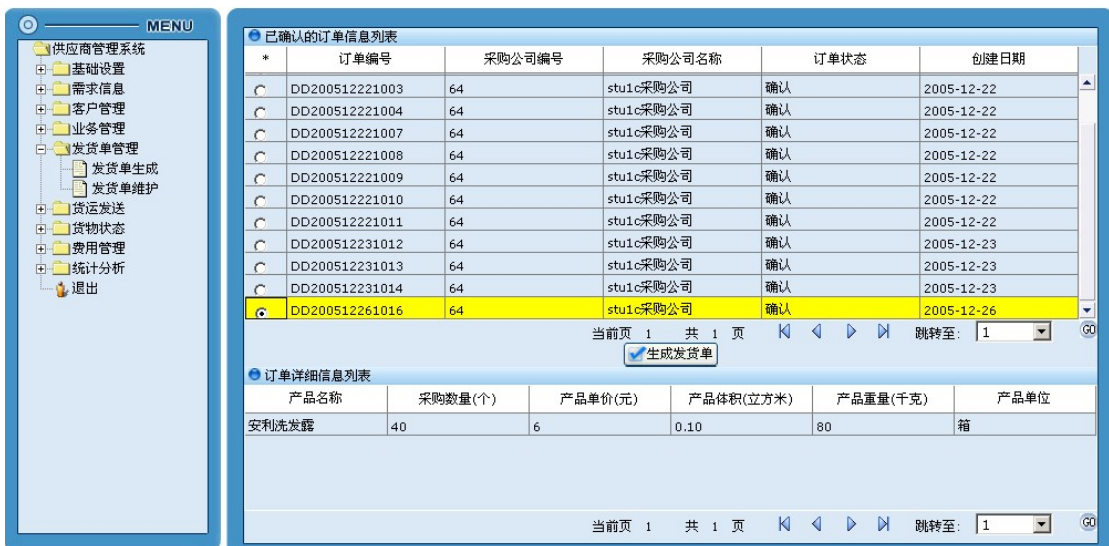 MENU
供应商管理系统
基础设置
需求信息
客户管理
业务管理
发货单管理
发货单生成
发货单维护
货运发送
货物状态
费用管理
统计分析
退出
已确认的订单信息列表
* 订单编号 采购公司编号 采购公司名称 订单状态 创建日期
DD200512221003 64 stu1c采购公司 确认 2005-12-22
DD200512221004 64 stu1c采购公司 确认 2005-12-22
DD200512221007 64 stu1c采购公司 确认 2005-12-22
DD200512221008 64 stu1c采购公司 确认 2005-12-22
DD200512221009 64 stu1c采购公司 确认 2005-12-22
DD200512221010 64 stu1c采购公司 确认 2005-12-22
DD200512221011 64 stu1c采购公司 确认 2005-12-22
DD200512231012 64 stu1c采购公司 确认 2005-12-23
DD200512231013 64 stu1c采购公司 确认 2005-12-23
DD200512231014 64 stu1c采购公司 确认 2005-12-23
DD200512261016 64 stu1c采购公司 确认 2005-12-26
当前页 1 共 1 页 跳转至: 1 GO
生成发货单
订单详细信息列表
产品名称 采购数量(个) 产品单价(元) 产品体积(立方米) 产品重量(千克) 产品单位
安利洗发露 40 6 0.10 80 箱
当前页 1 共 1 页 跳转至: 1 GO